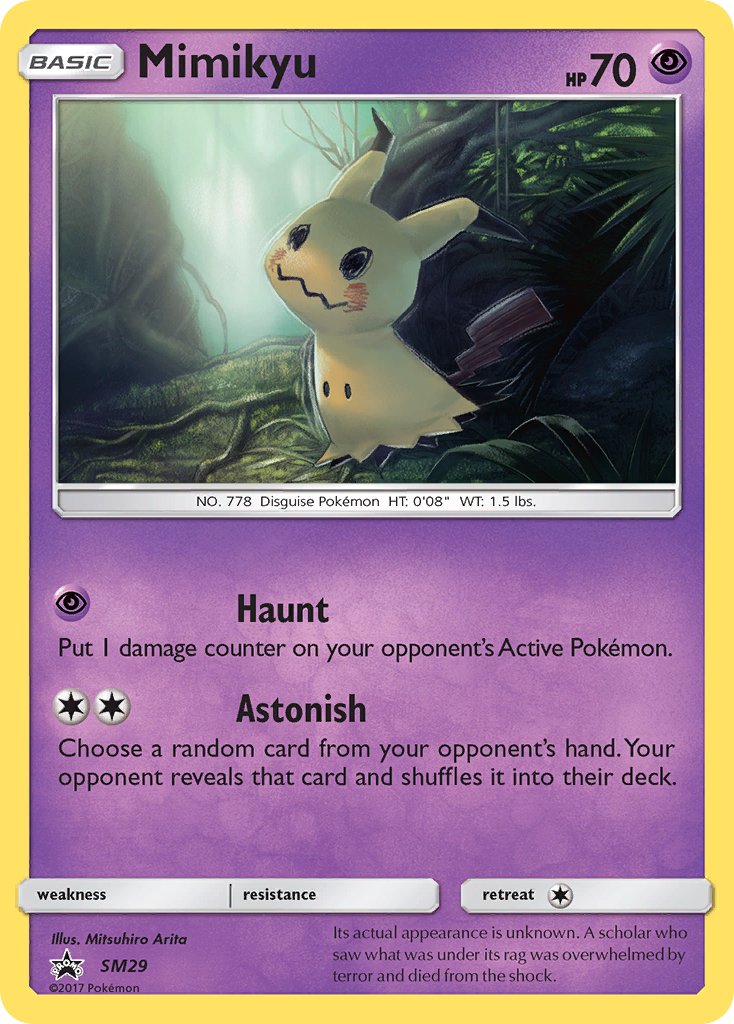 BASIC
Mimikyu
HP 70
NO. 778 Disguise Pokémon HT: 0'08" WT: 1.5 lbs.
Haunt
Put 1 damage counter on your opponent's Active Pokémon.
Astonish
Choose a random card from your opponent's hand. Your
opponent reveals that card and shuffles it into their deck.
weakness
resistance
retreat
Illus. Mitsuhiro Arita
PROMO
SM29
©2017 Pokémon
Its actual appearance is unknown. A scholar who
saw what was under its rag was overwhelmed by
terror and died from the shock.